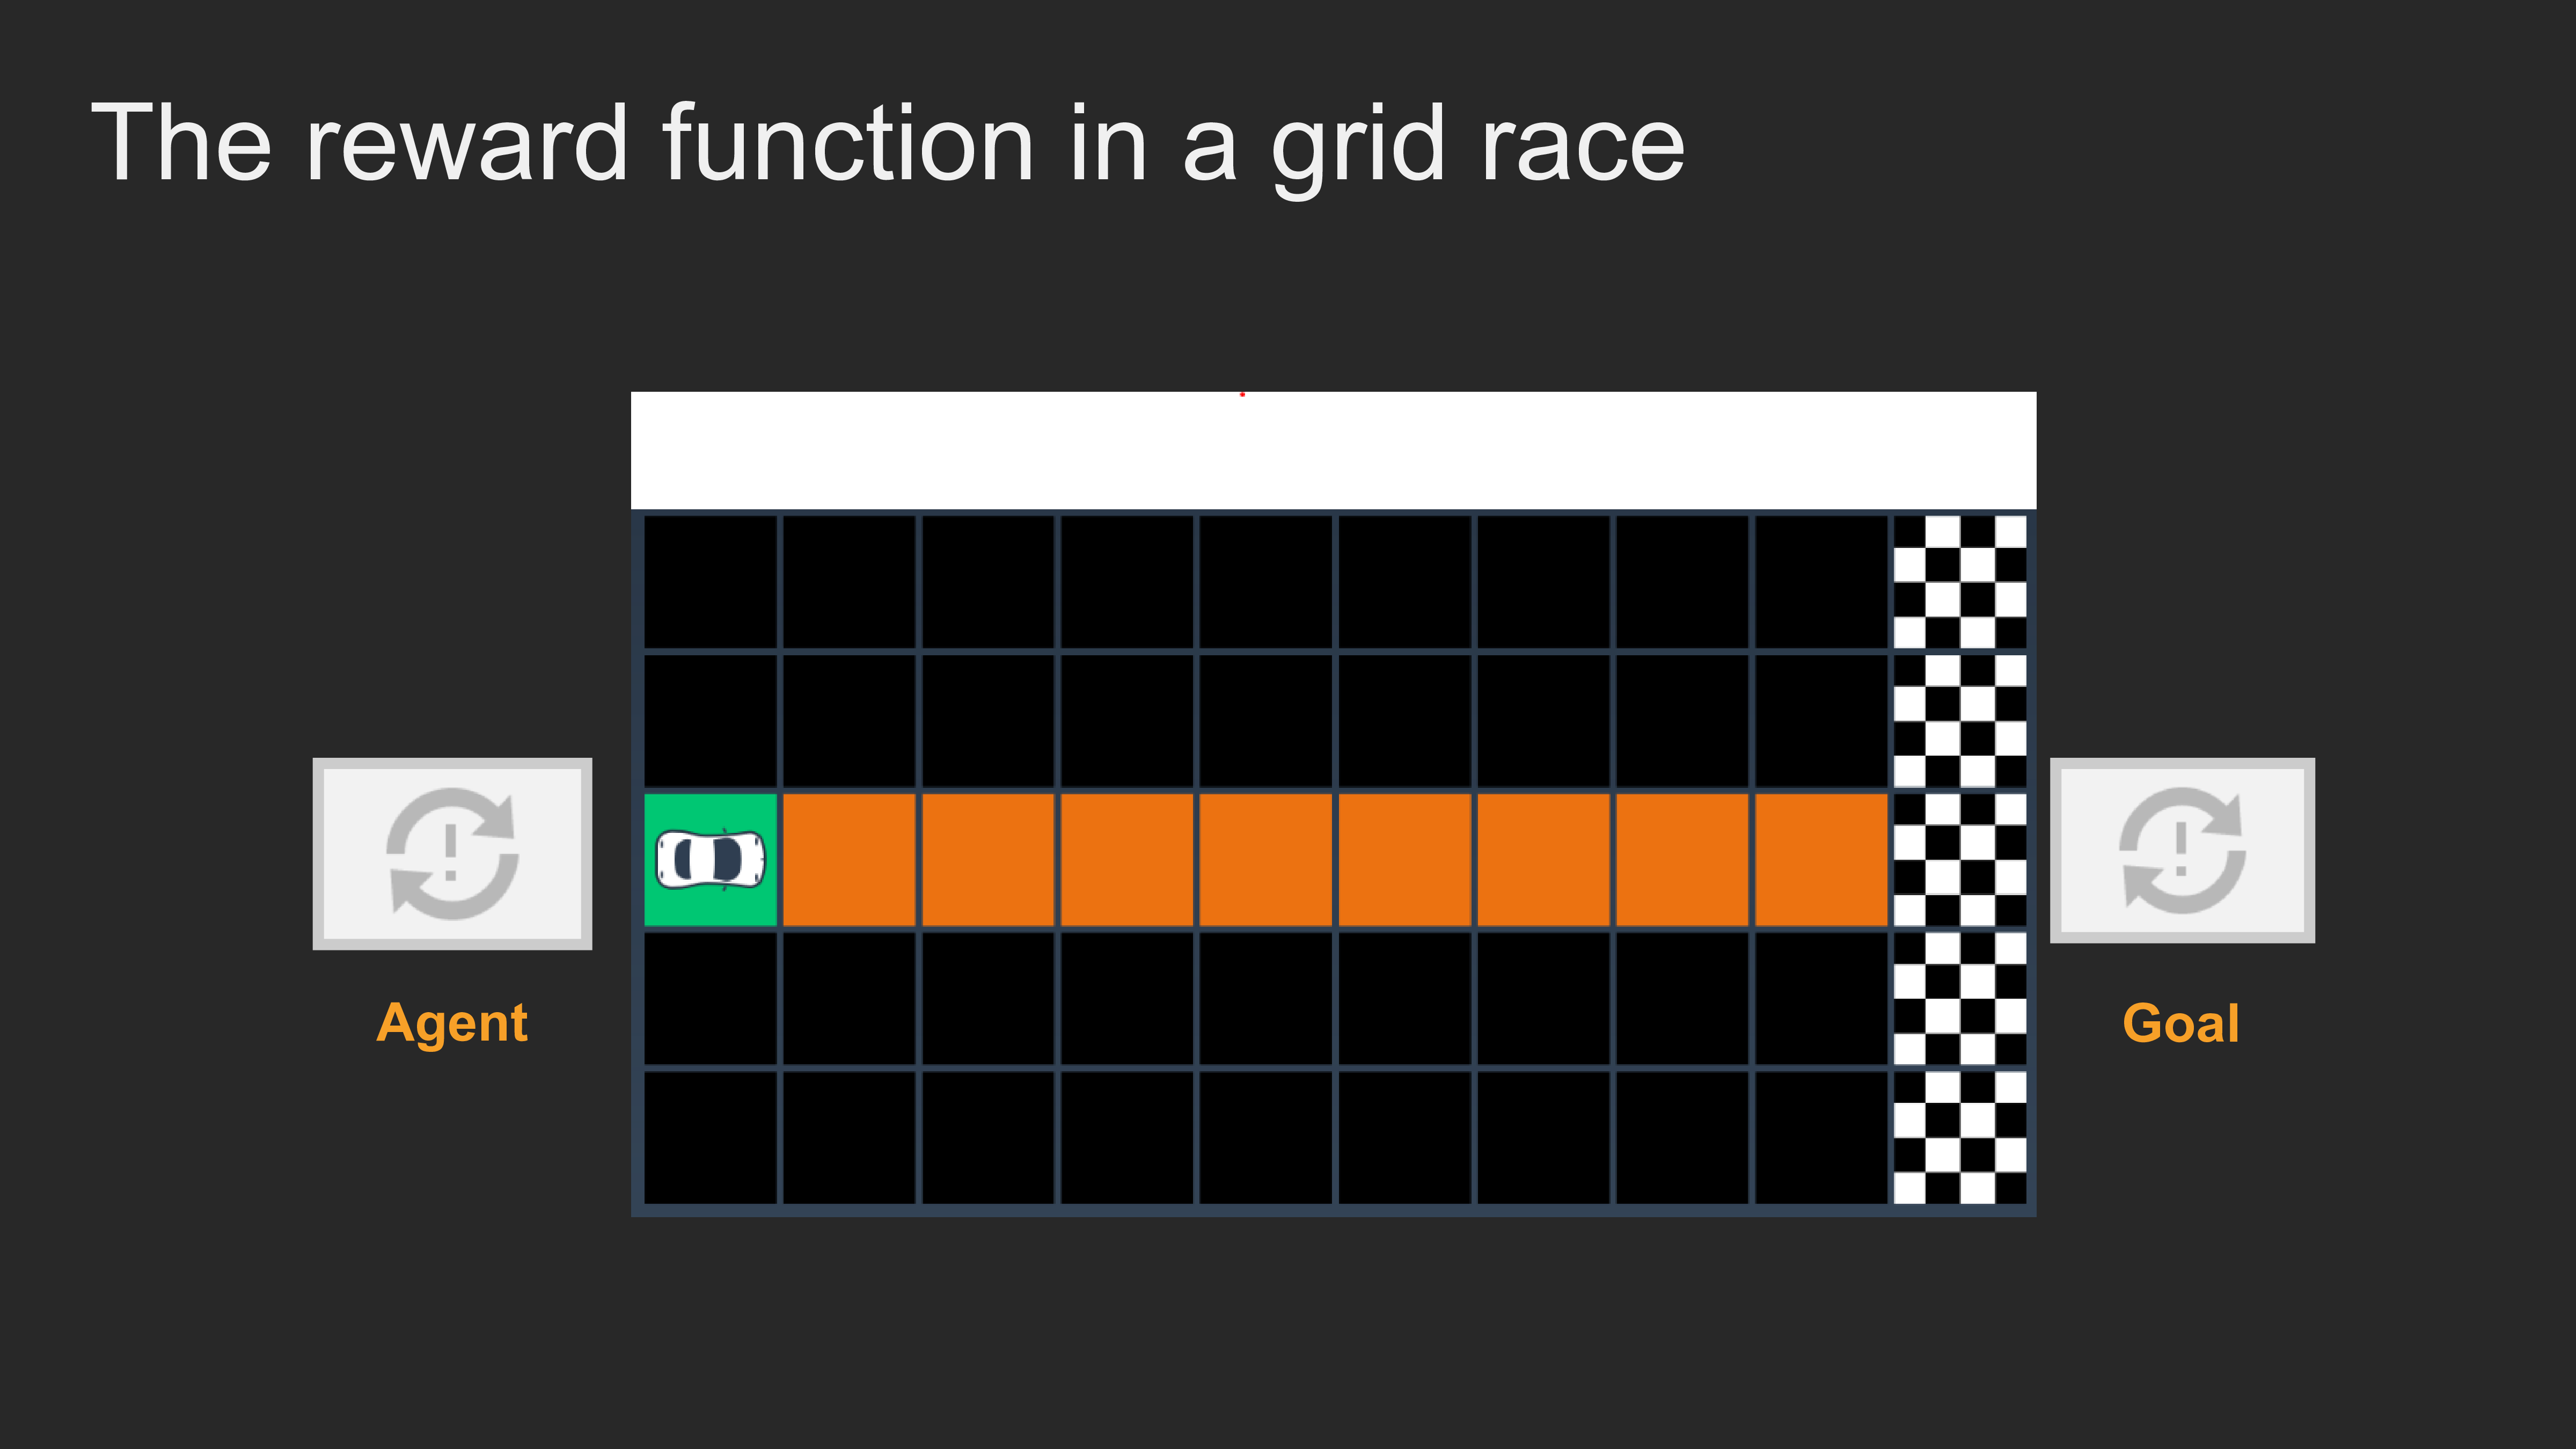 The reward function in a grid race
Agent
Goal